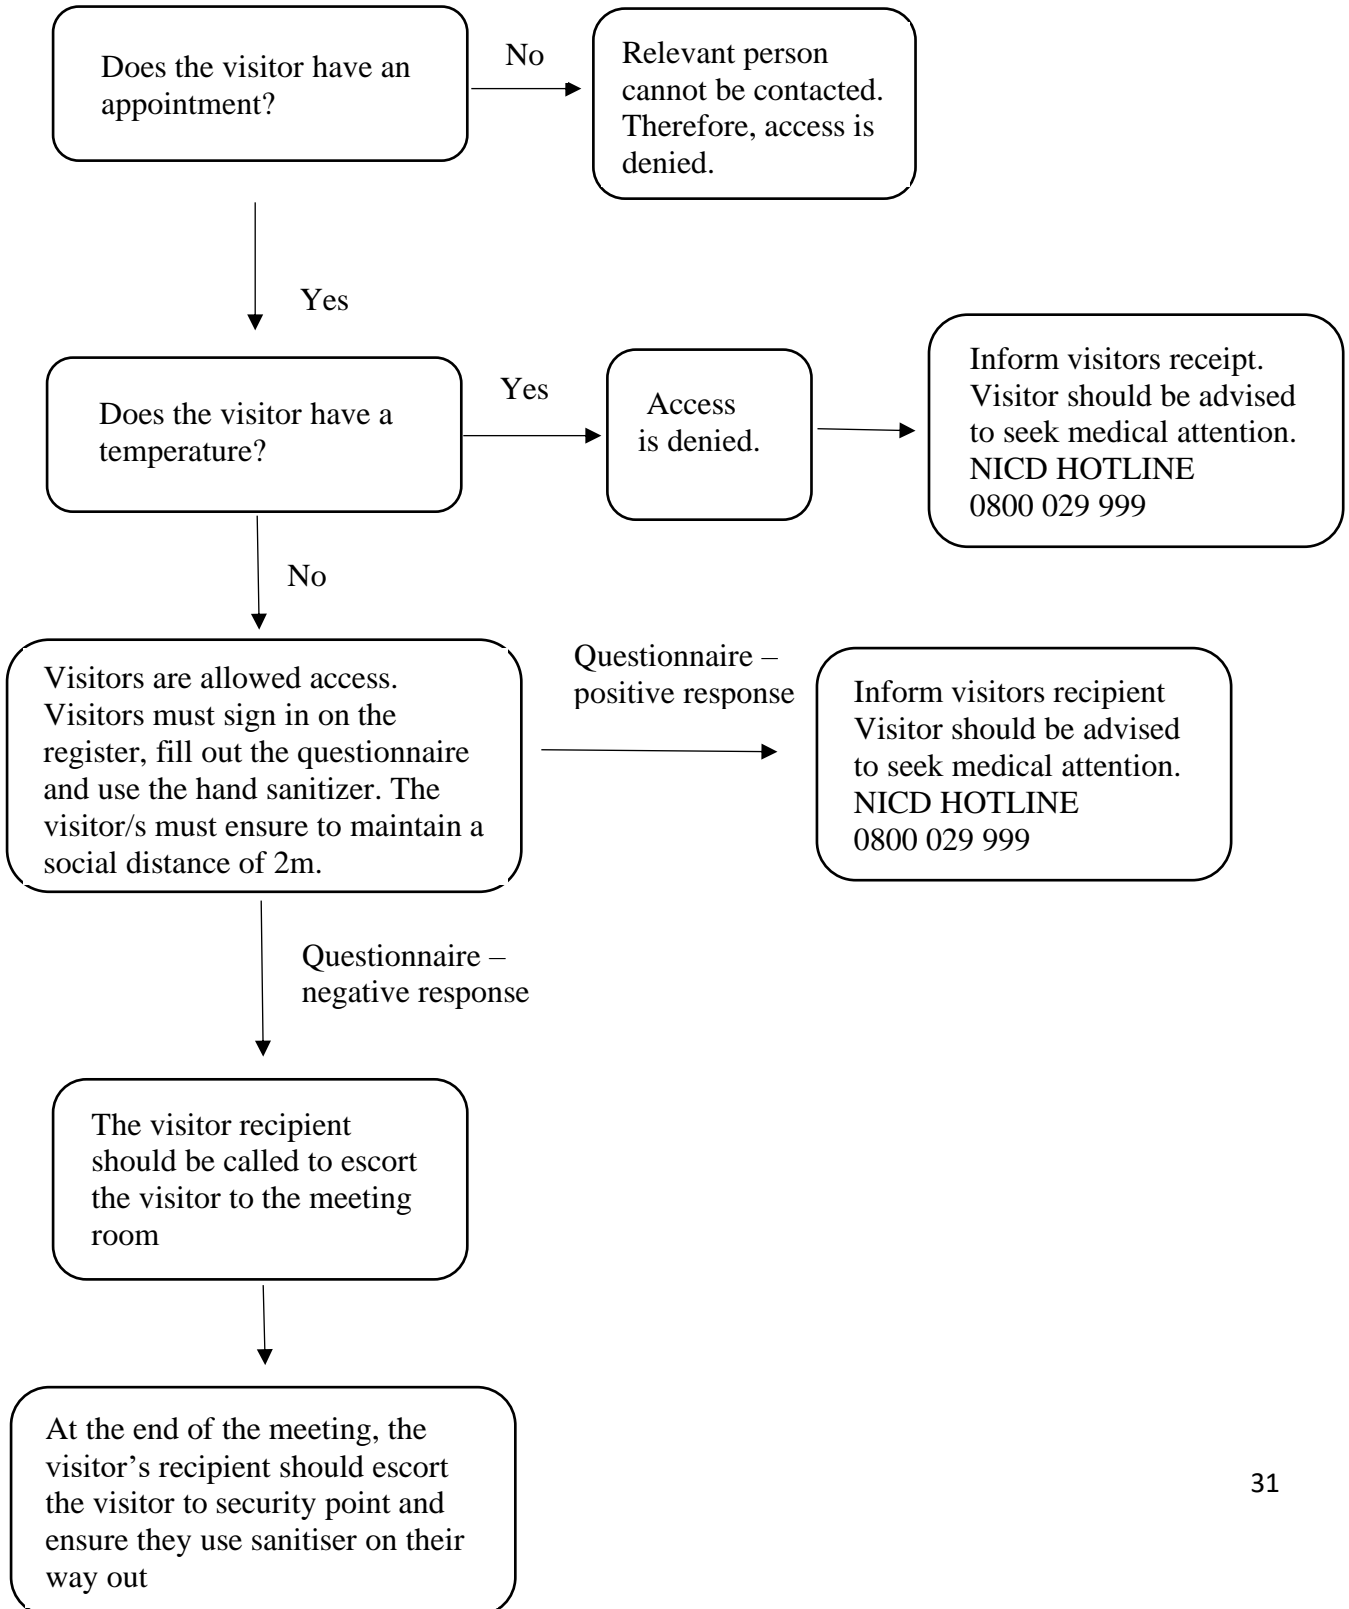 Does the visitor have an
appointment?
No
Relevant person
cannot be contacted.
Therefore, access is
denied.
Yes
Does the visitor have a
temperature?
Yes
Access
is denied.
Inform visitors receipt.
Visitor should be advised
to seek medical attention.
NICD HOTLINE
0800 029 999
No
Visitors are allowed access.
Visitors must sign in on the
register, fill out the questionnaire
and use the hand sanitizer. The
visitor/s must ensure to maintain a
social distance of 2m.
Questionnaire –
positive response
Inform visitors recipient
Visitor should be advised
to seek medical attention.
NICD HOTLINE
0800 029 999
Questionnaire –
negative response
The visitor recipient
should be called to escort
the visitor to the meeting
room
At the end of the meeting, the
visitor’s recipient should escort
the visitor to security point and
ensure they use sanitiser on their
way out
31